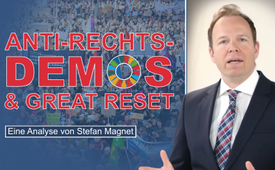 ANTI-RECHTS-
DEMOS
& GREAT RESET
Eine Analyse von Stefan Magnet